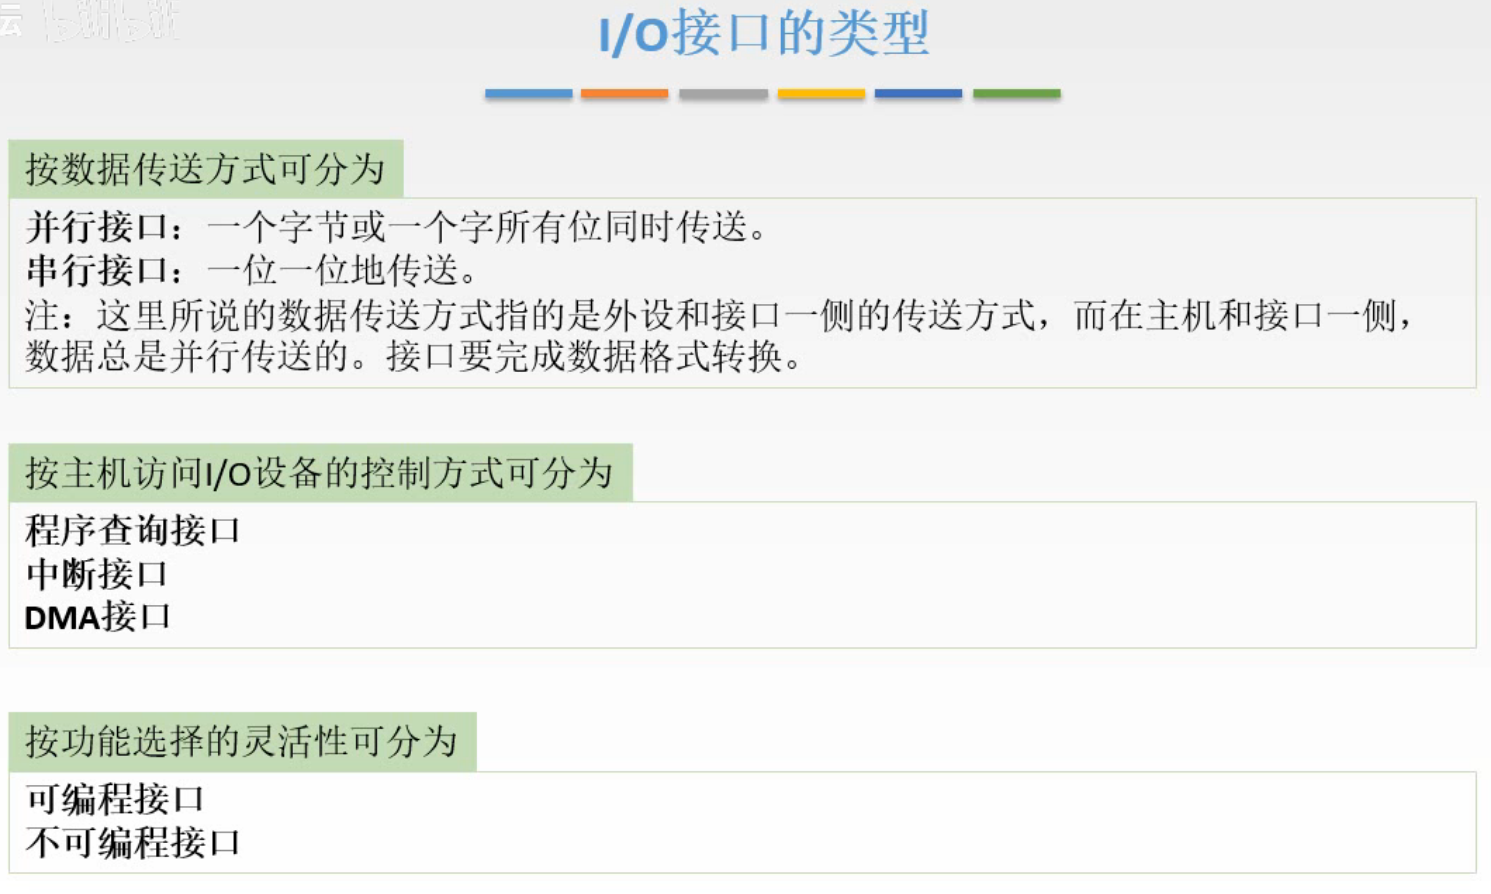 云 bilibili
I/O接口的类型
按数据传送方式可分为
并行接口：一个字节或一个字所有位同时传送。
串行接口：一位一位地传送。
注：这里所说的数据传送方式指的是外设和接口一侧的传送方式，而在主机和接口一侧，
数据总是并行传送的。接口要完成数据格式转换。
按主机访问I/O设备的控制方式可分为
程序查询接口
中断接口
DMA接口
按功能选择的灵活性可分为
可编程接口
不可编程接口